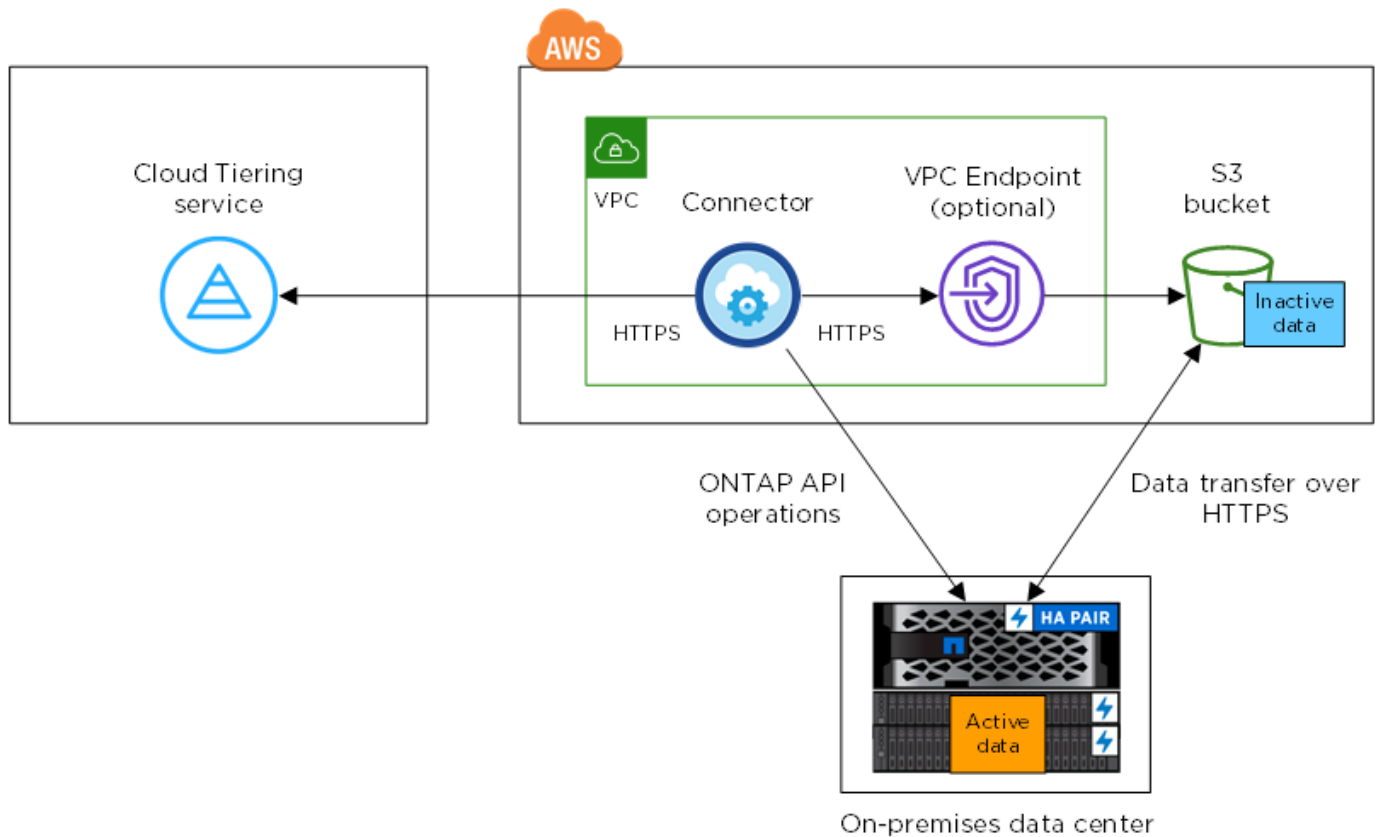 AWS
Cloud Tiering
service
VPC
Connector
VPC Endpoint
(optional)
S3
bucket
HTTPS
HTTPS
Inactive
data
ONTAP API
operations
Data transfer over
HTTPS
HA PAIR
Active
data
On-premises data center